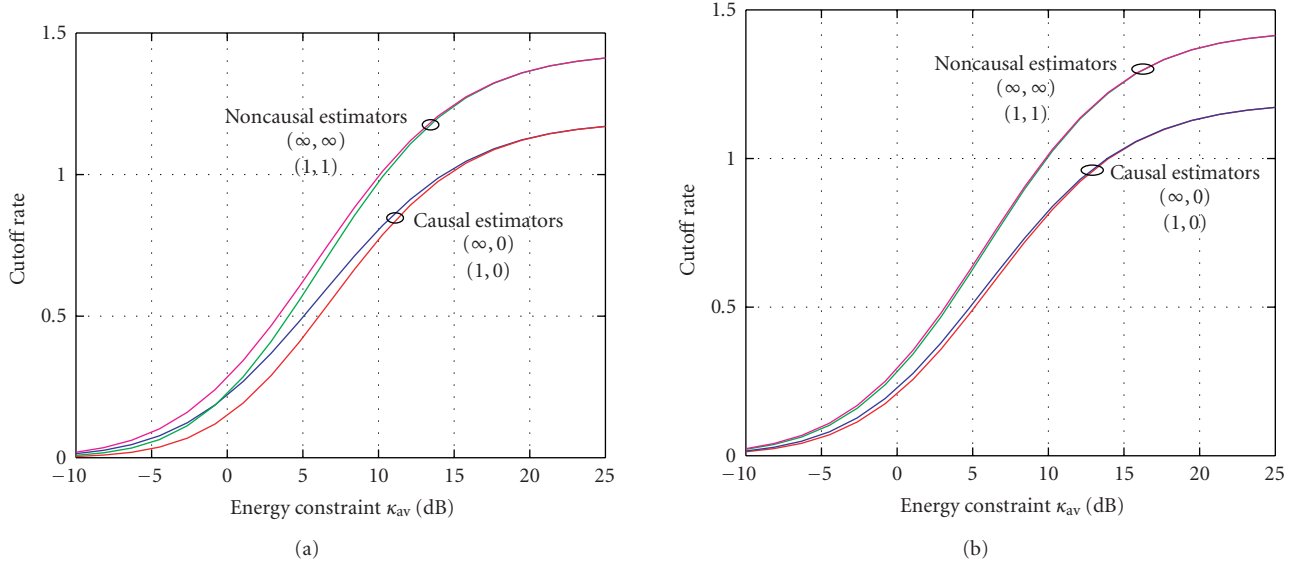 1.5
1
0.5
0
Cutoff rate
Noncausal estimators
(∞, ∞)
(1, 1)
Causal estimators
(∞, 0)
(1, 0)
−10 −5 0 5 10 15 20 25
Energy constraint κav (dB)
(a)
1.5
1
0.5
0
Cutoff rate
Noncausal estimators
(∞, ∞)
(1, 1)
Causal estimators
(∞, 0)
(1, 0)
−10 −5 0 5 10 15 20 25
Energy constraint κav (dB)
(b)